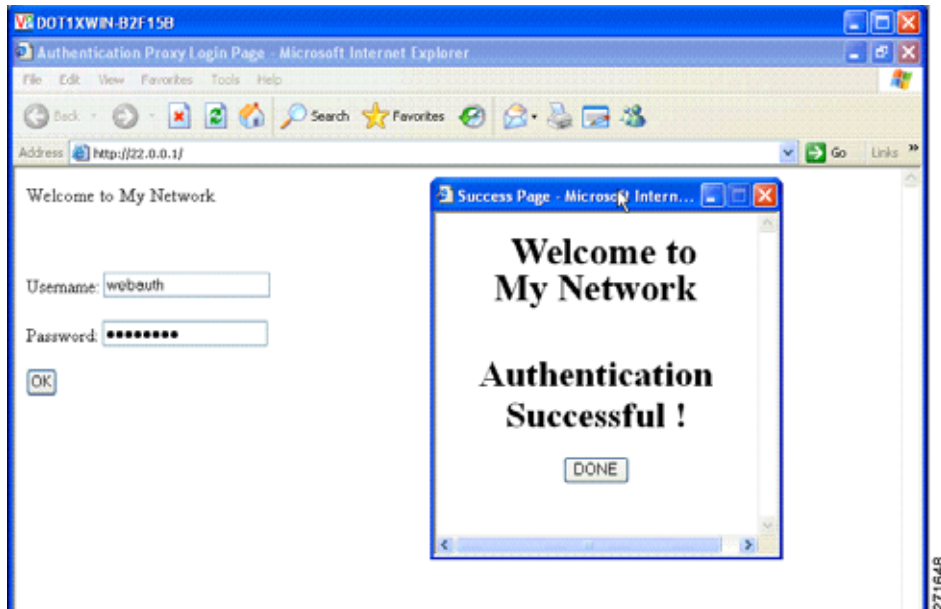 DOT1XWIN-B2F15B
Authentication Proxy Login Page - Microsoft Internet Explorer
File Edit View Favorites Tools Help
Back Search Favorites
Address http://22.0.0.1/ Go Links »
Welcome to My Network
Username: webauth
Password: ••••••••
OK
Success Page - Microsoft Intern...
Welcome to
My Network
Authentication
Successful !
DONE
271648